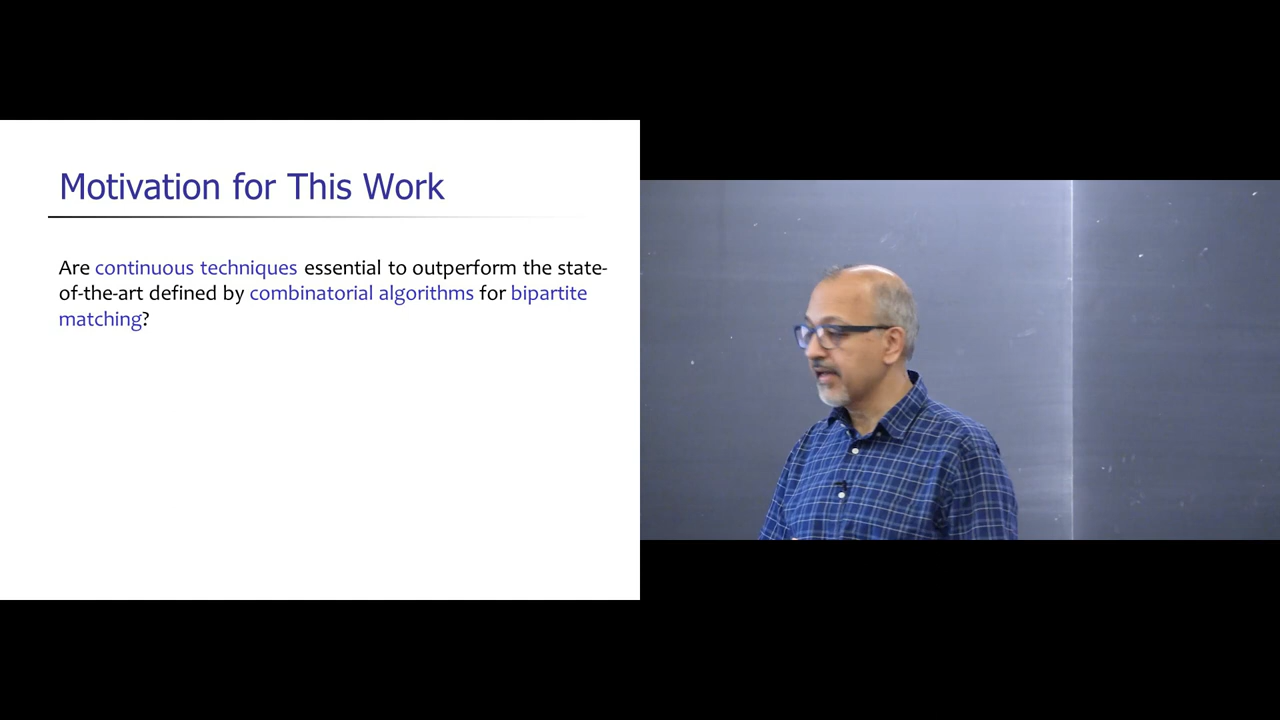 Motivation for This Work
Are continuous techniques essential to outperform the state-
of-the-art defined by combinatorial algorithms for bipartite
matching?